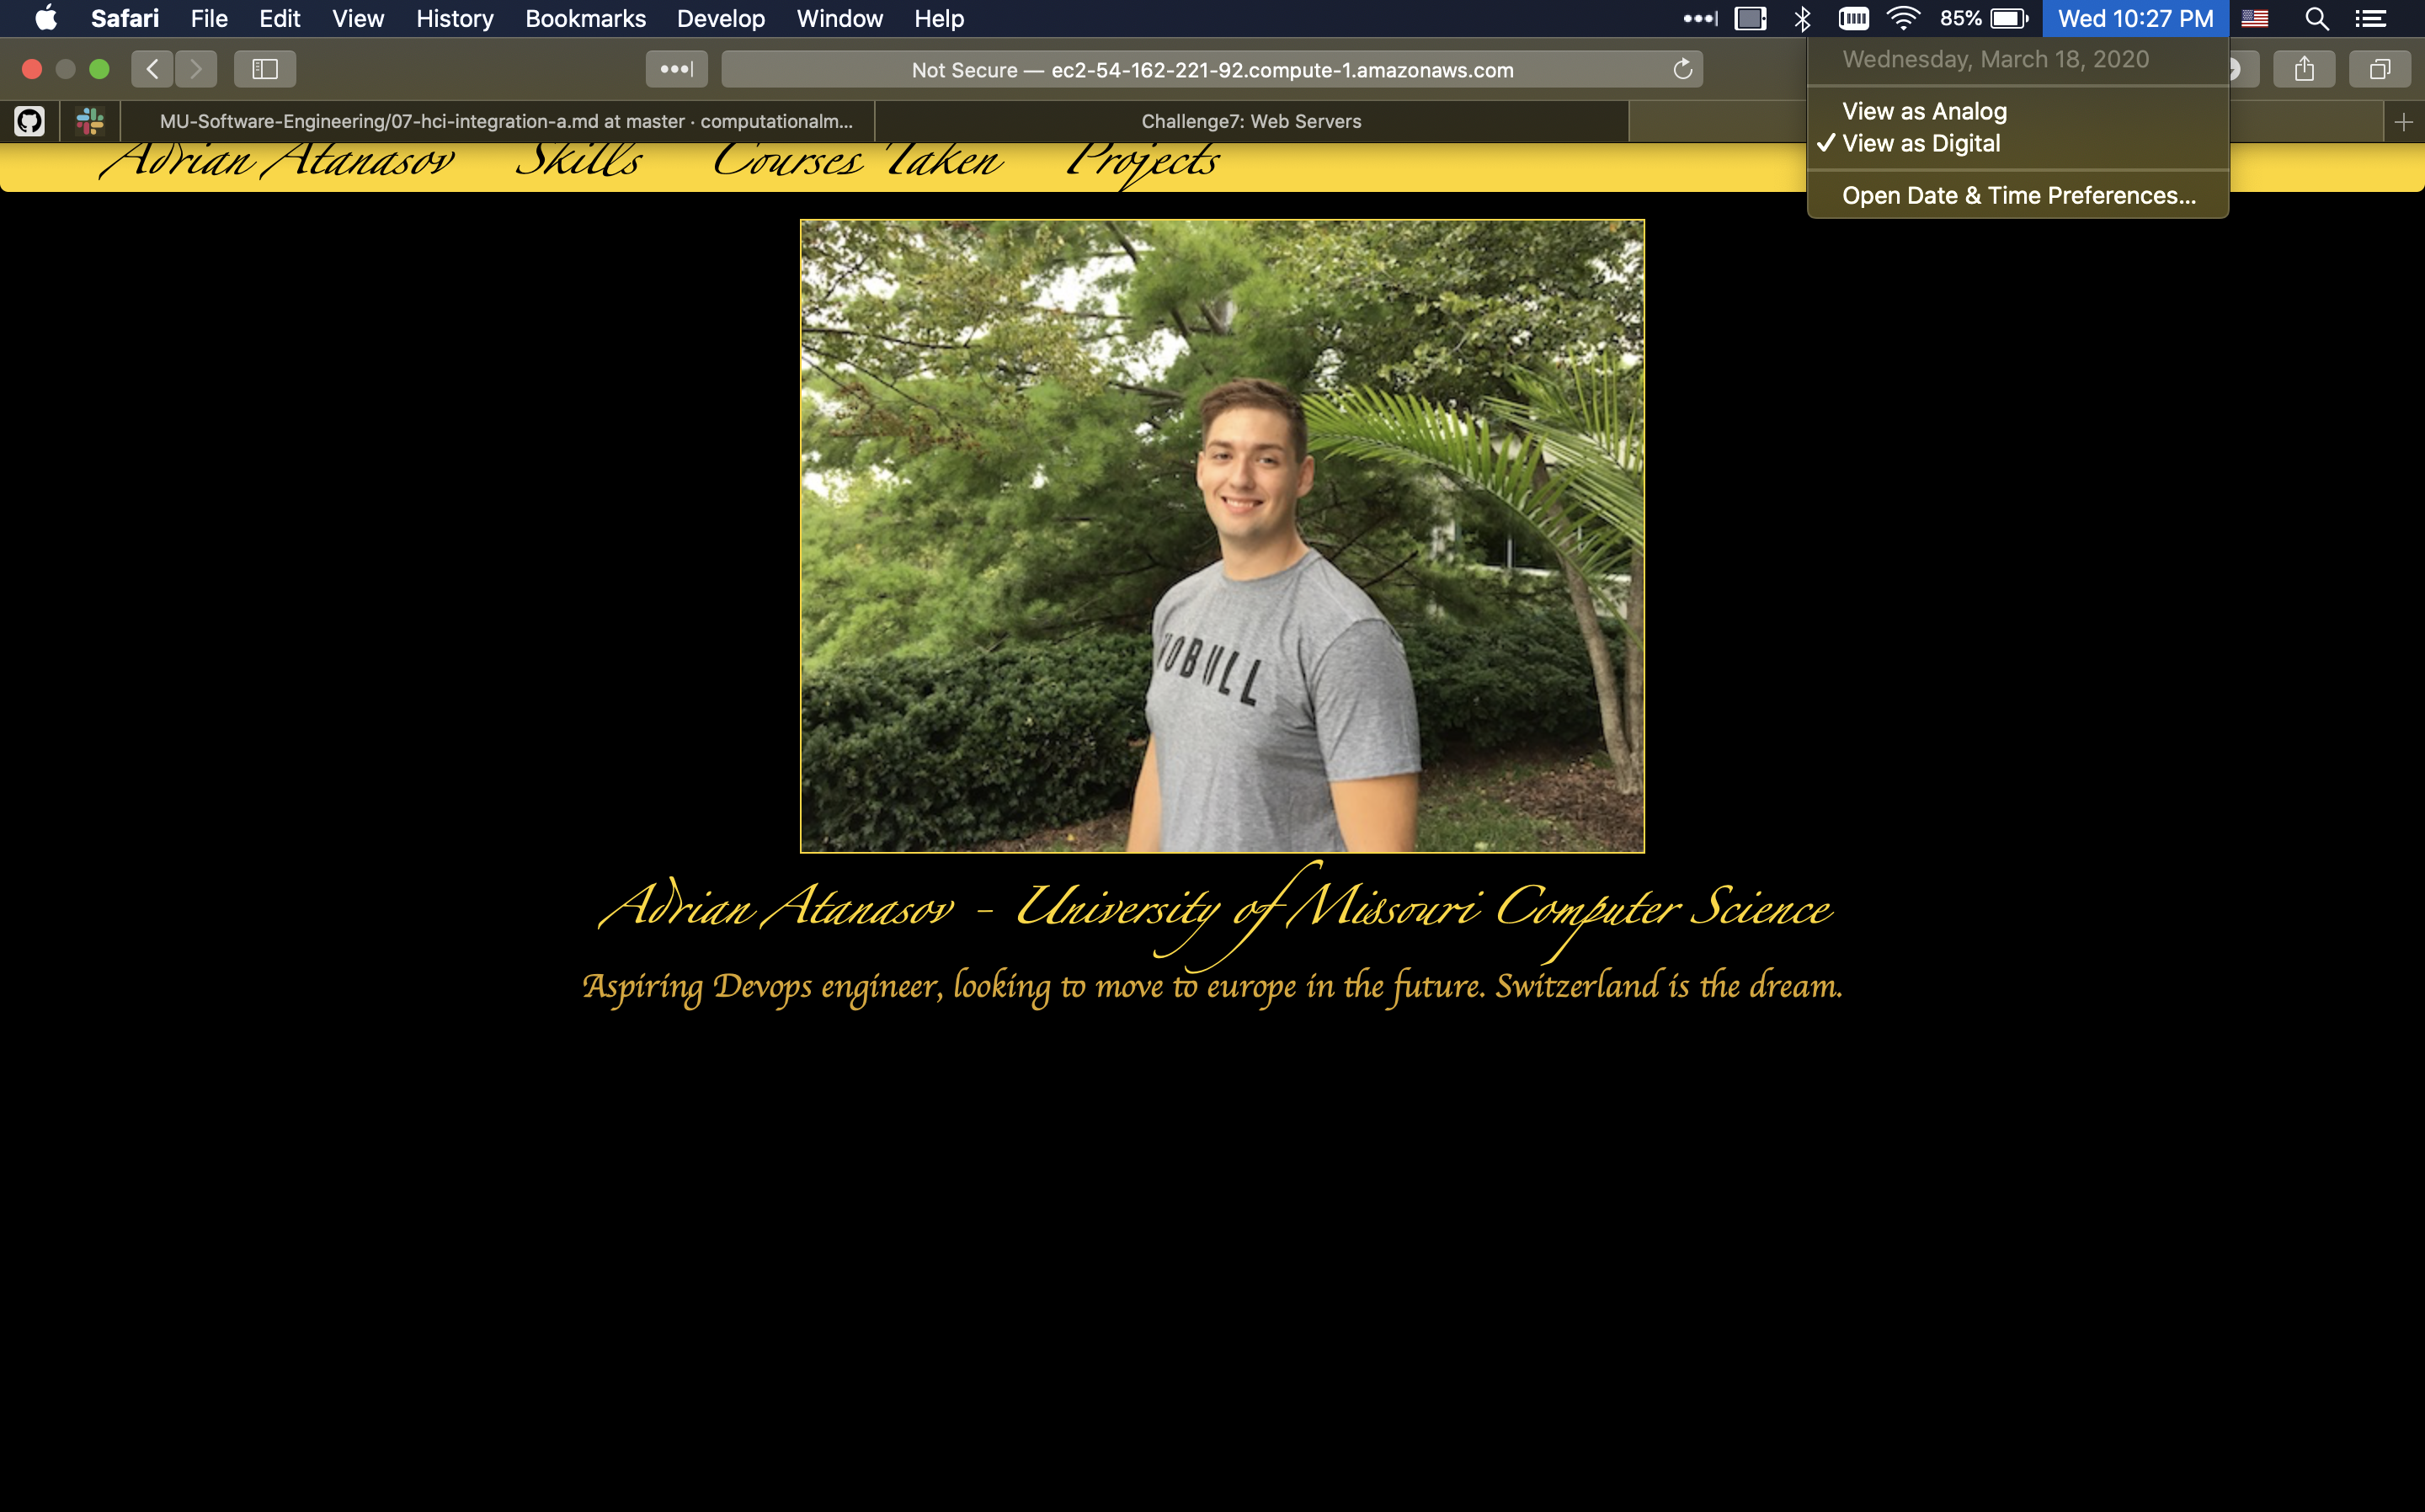 Safari File Edit View History Bookmarks Develop Window Help 85% Wed 10:27 PM
Wednesday, March 18, 2020
Not Secure — ec2-54-162-221-92.compute-1.amazonaws.com
View as Analog
MU-Software-Engineering/07-hci-integration-a.md at master · computationalm... Challenge7: Web Servers
✓ View as Digital
Adrian Atanasov Skills Courses Taken Projects
Open Date & Time Preferences...
NOBULL
Adrian Atanasov - University of Missouri Computer Science
Aspiring Devops engineer, looking to move to europe in the future. Switzerland is the dream.